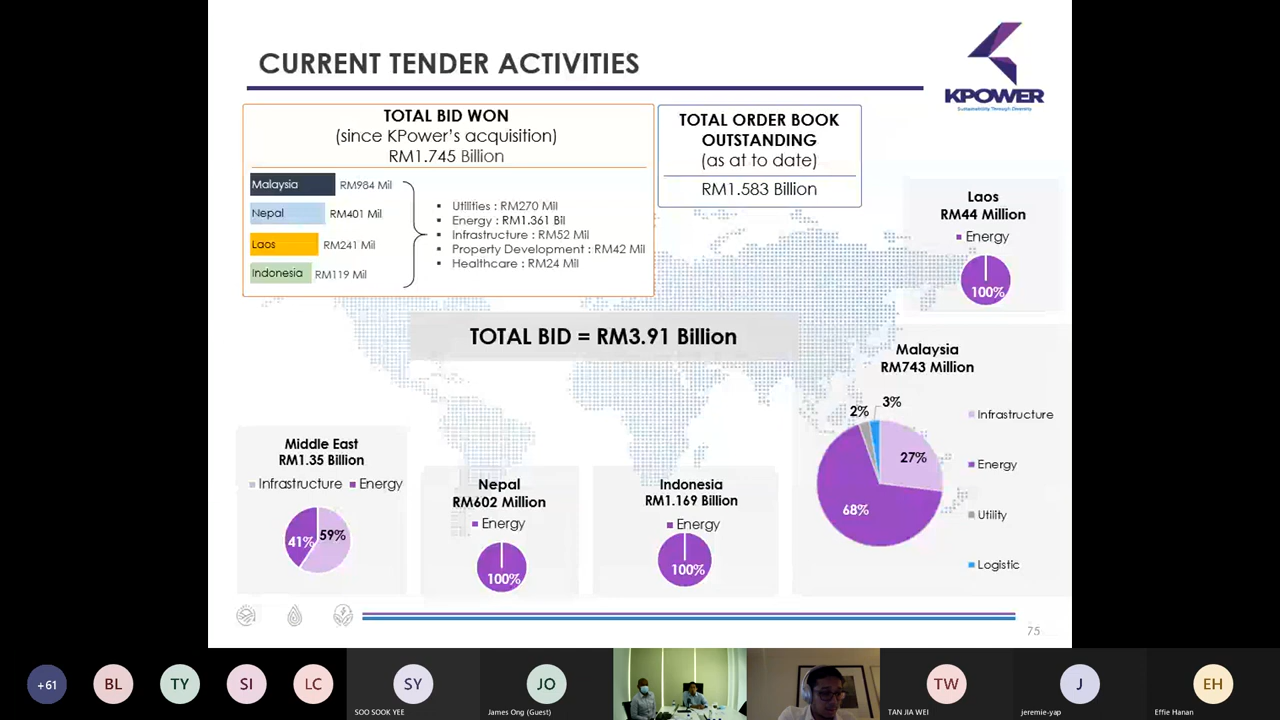 CURRENT TENDER ACTIVITIES
KPOWER
Sustainability Through Diversity
TOTAL BID WON
(since KPower's acquisition)
RM1.745 Billion
Malaysia RM984 Mil
Nepal RM401 Mil
Laos RM241 Mil
Indonesia RM119 Mil
▪ Utilities : RM270 Mil
▪ Energy : RM1.361 Bil
▪ Infrastructure : RM52 Mil
▪ Property Development : RM42 Mil
▪ Healthcare : RM24 Mil
TOTAL ORDER BOOK
OUTSTANDING
(as at to date)
RM1.583 Billion
Laos
RM44 Million
Energy
100%
TOTAL BID = RM3.91 Billion
Malaysia
RM743 Million
2%
3%
27%
68%
Infrastructure
Energy
Utility
Logistic
Middle East
RM1.35 Billion
Infrastructure Energy
41% 59%
Nepal
RM602 Million
Energy
100%
Indonesia
RM1.169 Billion
Energy
100%
75
+61
BL
TY
SI
LC
SY
SOO SOOK YEE
JO
James Ong (Guest)
TW
TAN JIA WEI
J
jeremie-yap
EH
Effie Hanan